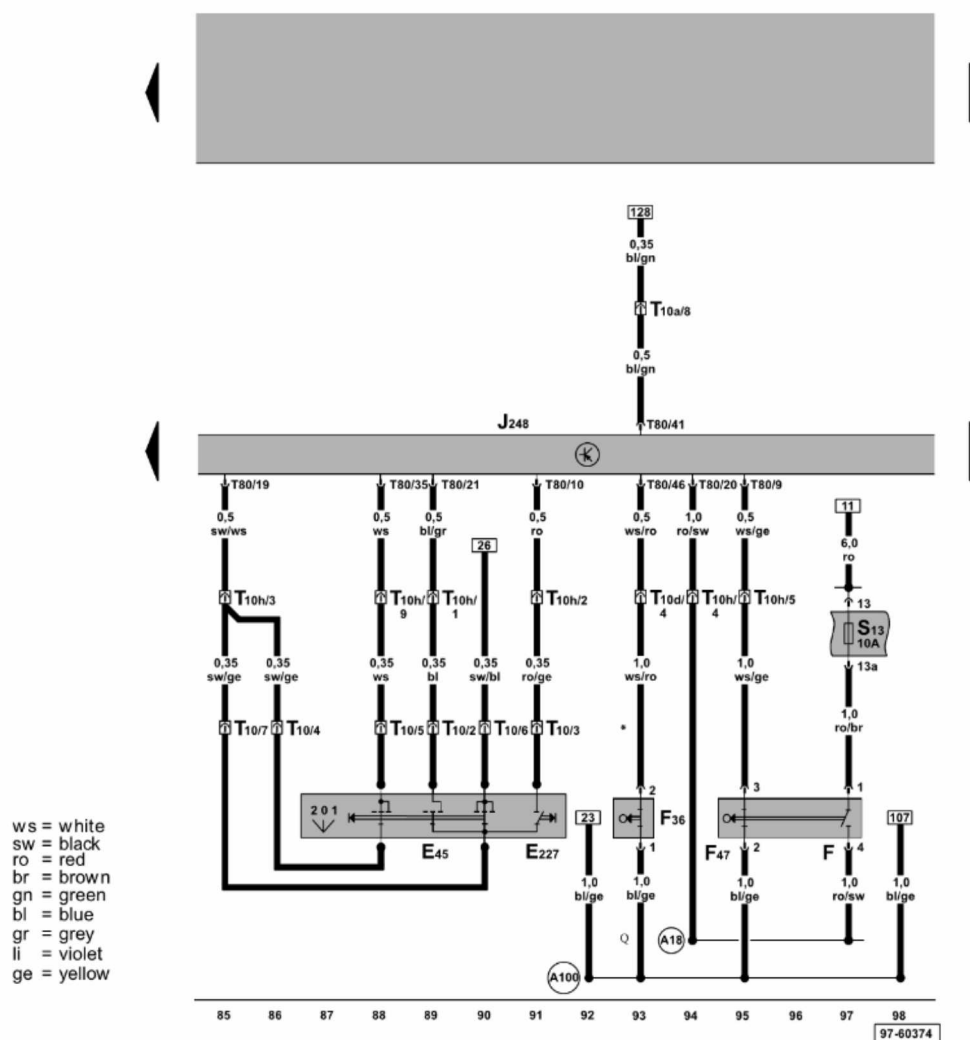 128
0,35
bl/gn
T10a/8
0,5
bl/gn
J248
T80/41
T80/19
T80/35
T80/21
T80/10
T80/46
T80/20
T80/9
11
0,5
sw/ws
0,5
ws
0,5
bl/gr
0,5
ro
0,5
ws/ro
1,0
ro/sw
0,5
ws/ge
6,0
ro
26
T10h/3
T10h/
9
T10h/
1
T10h/2
T10d/
4
T10h/
4
T10h/5
13
S13
10A
13a
0,35
sw/ge
0,35
sw/ge
0,35
ws
0,35
bl
0,35
sw/bl
0,35
ro/ge
1,0
ws/ro
1,0
ws/ge
1,0
ro/br
T10/7
T10/4
T10/5
T10/2
T10/6
T10/3
*
2
3
1
2 0 1
23
F36
107
E45
E227
1
F47
2
F
4
1,0
bl/ge
1,0
bl/ge
1,0
bl/ge
1,0
ro/sw
1,0
bl/ge
Q
A18
A100
ws = white
sw = black
ro = red
br = brown
gn = green
bl = blue
gr = grey
li = violet
ge = yellow
85 86 87 88 89 90 91 92 93 94 95 96 97 98
97-60374